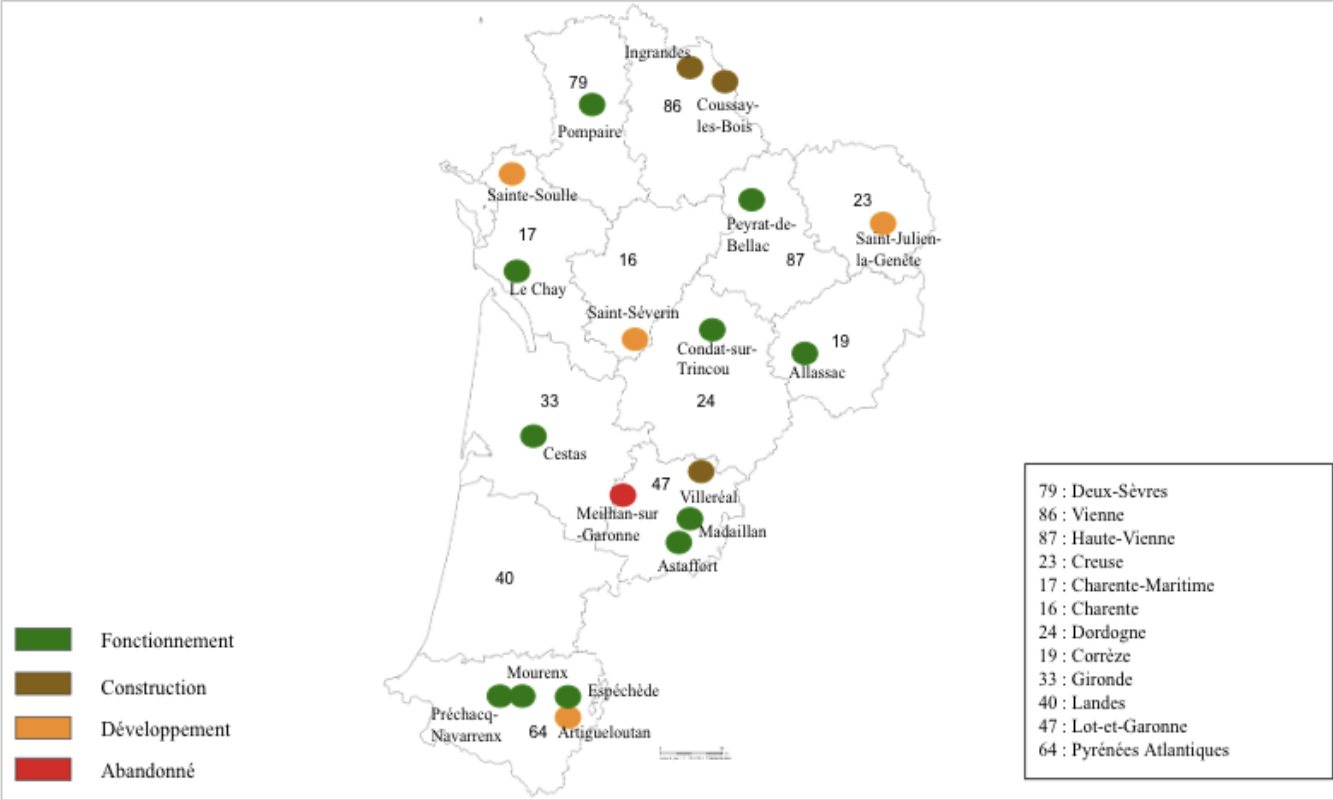 Ingrandes
79
86
Coussay-
les-Bois
Pompaire
Sainte-Soulle
23
Peyrat-de-
Bellac
Saint-Julien-
la-Genête
17
16
87
Le Chay
Saint-Séverin
19
Condat-sur-
Trincou
Allassac
33
24
Cestas
47
Villeréal
Meilhan-sur
-Garonne
Madaillan
Astaffort
40
Mourenx
Espéchède
Préchacq-
Navarrenx
64
Artigueloutan
Fonctionnement
Construction
Développement
Abandonné
79 : Deux-Sèvres
86 : Vienne
87 : Haute-Vienne
23 : Creuse
17 : Charente-Maritime
16 : Charente
24 : Dordogne
19 : Corrèze
33 : Gironde
40 : Landes
47 : Lot-et-Garonne
64 : Pyrénées Atlantiques